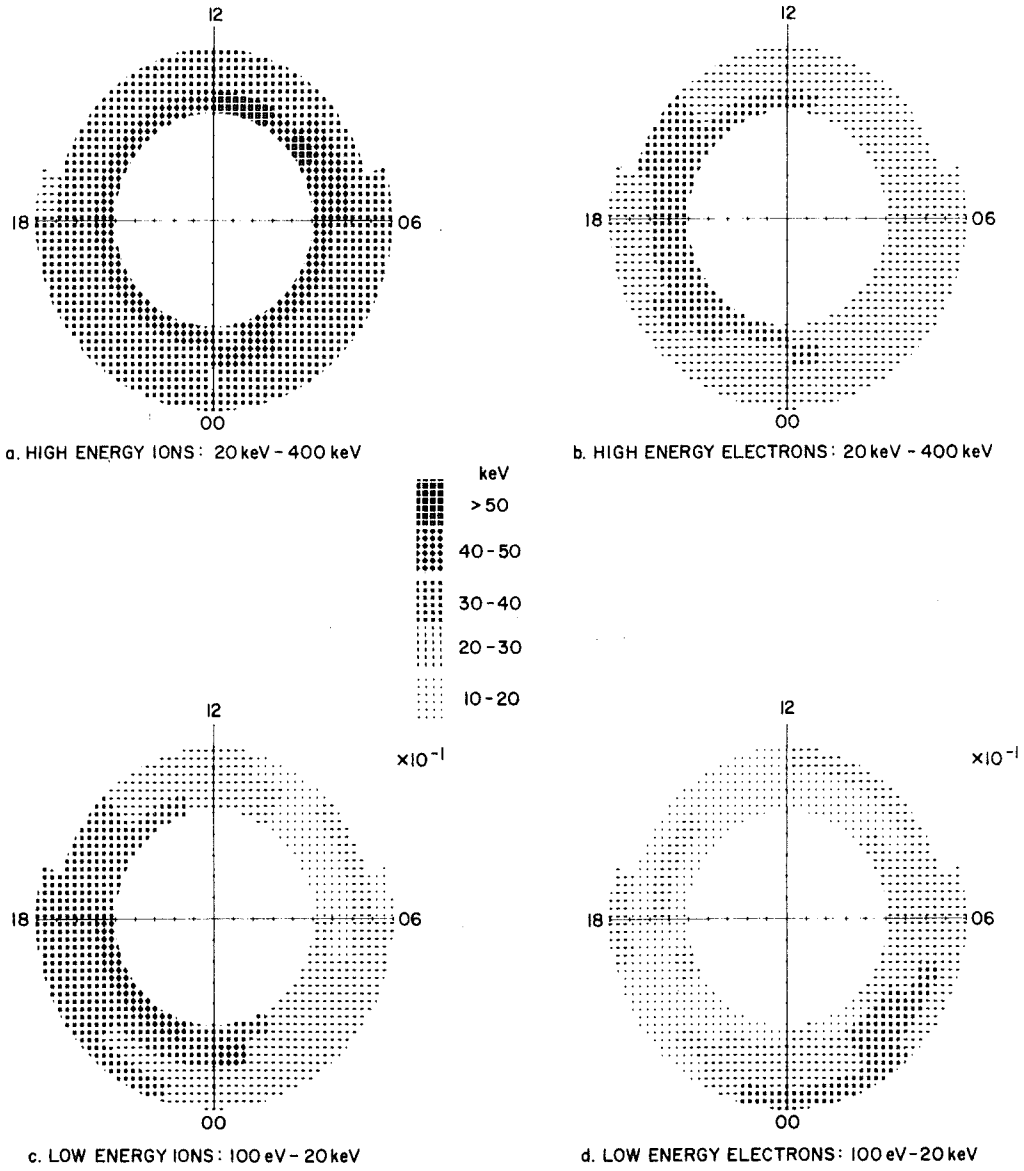 12
12
18
06
18
06
00
00
a. HIGH ENERGY IONS: 20 keV - 400 keV
b. HIGH ENERGY ELECTRONS: 20 keV - 400 keV
keV
> 50
40 - 50
30 - 40
20 - 30
10 - 20
12
12
×10⁻¹
×10⁻¹
18
06
18
06
00
00
c. LOW ENERGY IONS: 100 eV - 20 keV
d. LOW ENERGY ELECTRONS: 100 eV - 20 keV